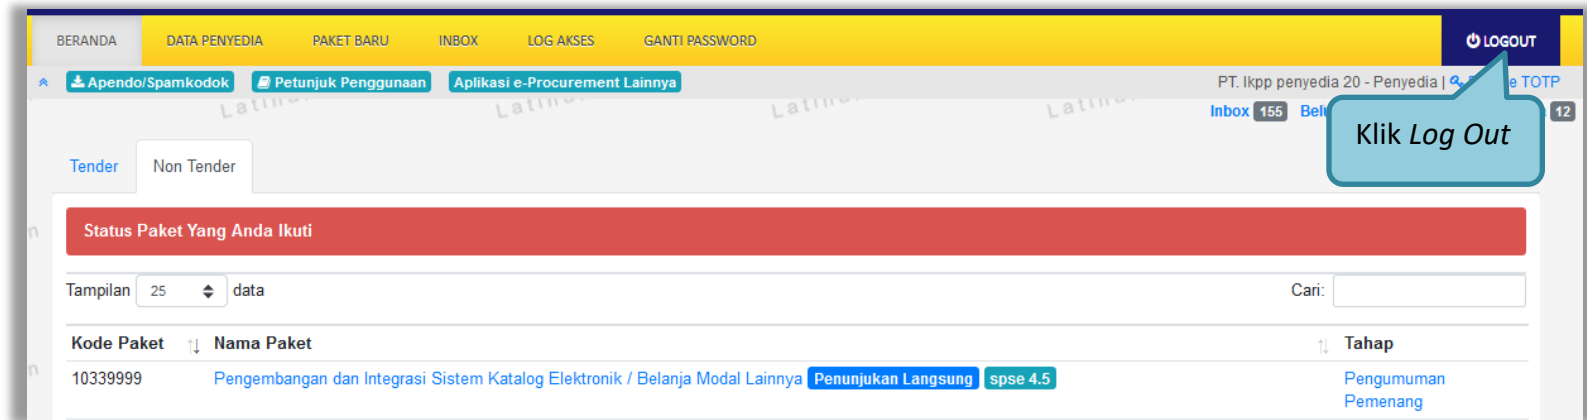 BERANDA DATA PENYEDIA PAKET BARU INBOX LOG AKSES GANTI PASSWORD LOGOUT
Apendo/Spamkodok Petunjuk Penggunaan Aplikasi e-Procurement Lainnya PT. lkpp penyedia 20 - Penyedia | TOTP
Inbox 155 12
Klik Log Out
Tender Non Tender
Status Paket Yang Anda Ikuti
Tampilan 25 data Cari:
Kode Paket Nama Paket Tahap
10339999 Pengembangan dan Integrasi Sistem Katalog Elektronik / Belanja Modal Lainnya Penunjukan Langsung spse 4.5 Pengumuman
Pemenang